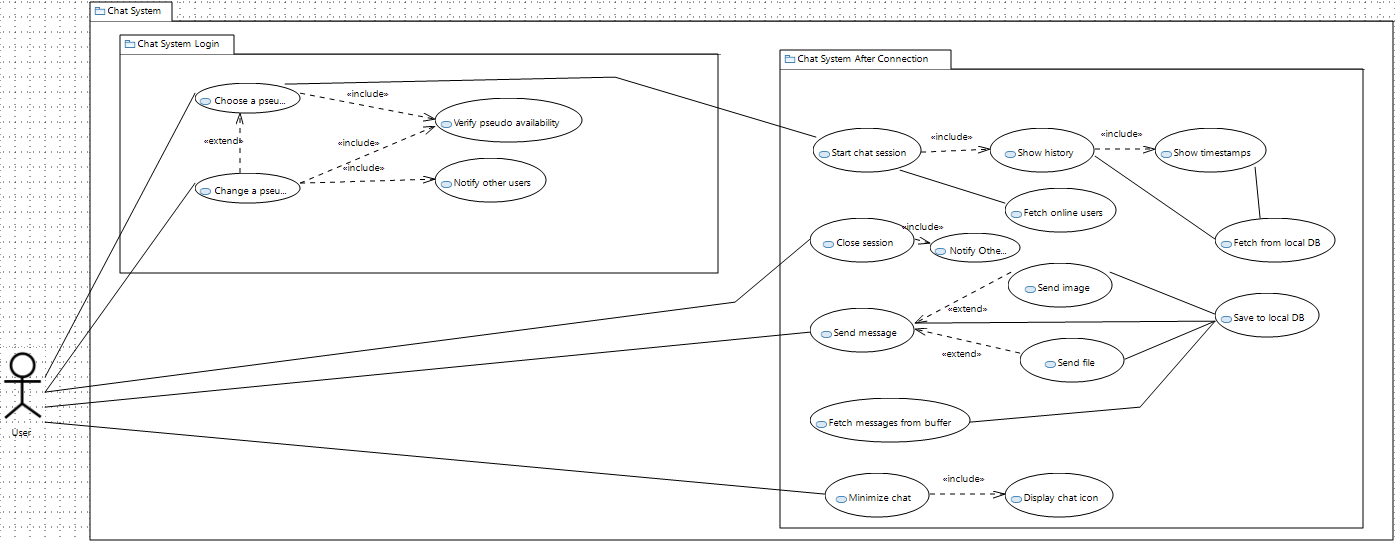 Chat System
Chat System Login
Chat System After Connection
Choose a pseu...
«include»
Verify pseudo availability
«extend»
«include»
«include»
Change a pseu...
Notify other users
Start chat session
«include»
Show history
«include»
Show timestamps
Fetch online users
Close session
«include»
Notify Othe...
Fetch from local DB
Send image
«extend»
Send message
Save to local DB
«extend»
Send file
Fetch messages from buffer
Minimize chat
«include»
Display chat icon
User